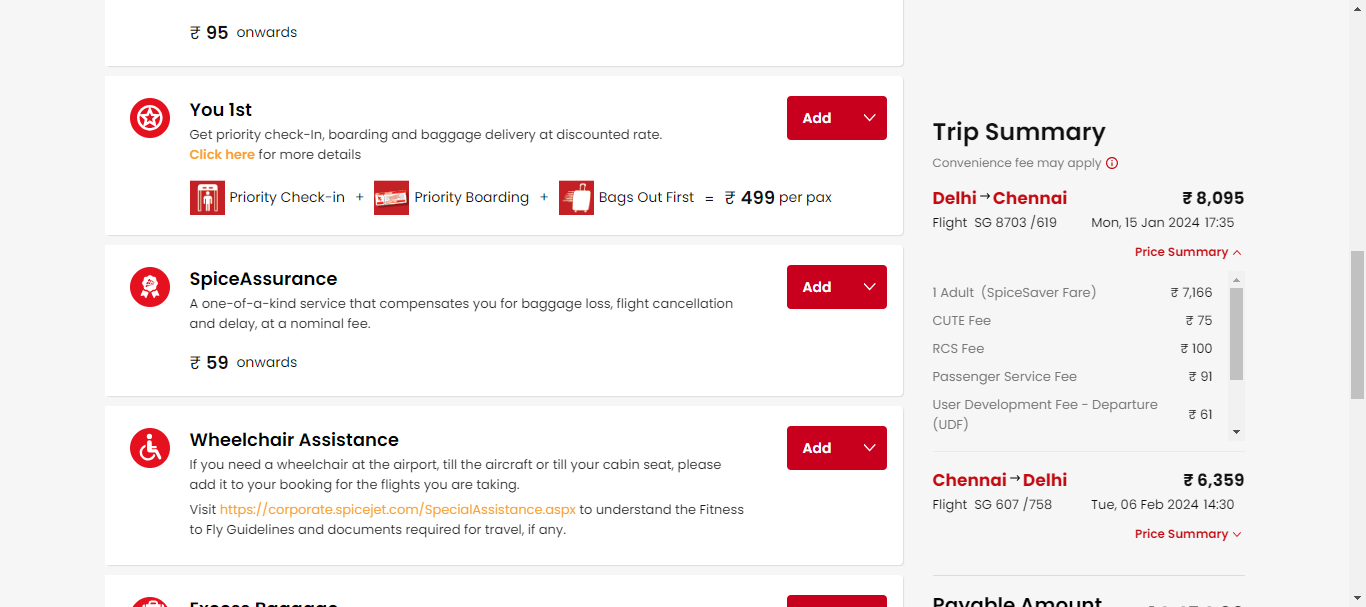 ₹ 95 onwards
You 1st
Get priority check-In, boarding and baggage delivery at discounted rate.
Click here for more details
Priority Check-in + Priority Boarding + Bags Out First = ₹ 499 per pax
Add
SpiceAssurance
A one-of-a-kind service that compensates you for baggage loss, flight cancellation
and delay, at a nominal fee.
₹ 59 onwards
Add
Wheelchair Assistance
If you need a wheelchair at the airport, till the aircraft or till your cabin seat, please
add it to your booking for the flights you are taking.
Visit https://corporate.spicejet.com/SpecialAssistance.aspx to understand the Fitness
to Fly Guidelines and documents required for travel, if any.
Add
Excess Baggage
Trip Summary
Convenience fee may apply
Delhi → Chennai ₹ 8,095
Flight SG 8703 /619 Mon, 15 Jan 2024 17:35
Price Summary
1 Adult (SpiceSaver Fare) ₹ 7,166
CUTE Fee ₹ 75
RCS Fee ₹ 100
Passenger Service Fee ₹ 91
User Development Fee - Departure
(UDF) ₹ 61
Chennai → Delhi ₹ 6,359
Flight SG 607 /758 Tue, 06 Feb 2024 14:30
Price Summary
Payable Amount